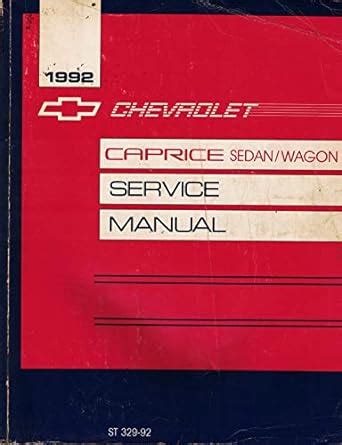 1992
CHEVROLET
CAPRICE SEDAN/WAGON
SERVICE
MANUAL
ST 329-92